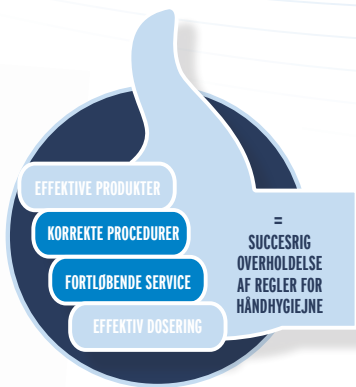 EFFEKTIVE PRODUKTER
KORREKTE PROCEDURER
FORTLØBENDE SERVICE
EFFEKTIV DOSERING
=
SUCCESRIG
OVERHOLDELSE
AF REGLER FOR
HÅNDHYGIEJNE